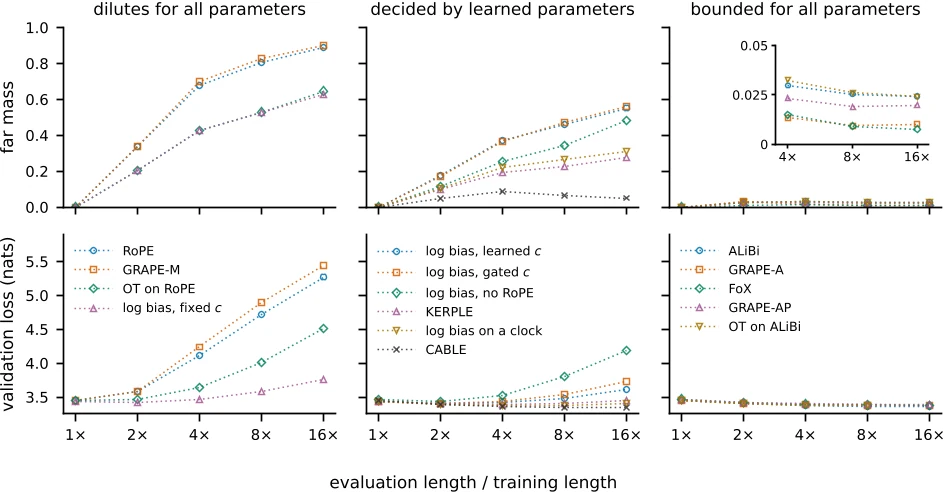 dilutes for all parameters
decided by learned parameters
bounded for all parameters
far mass
1.0
0.8
0.6
0.4
0.2
0.0
0.05
0.025
0
4× 8× 16×
validation loss (nats)
5.5
5.0
4.5
4.0
3.5
RoPE
GRAPE-M
OT on RoPE
log bias, fixed c
log bias, learned c
log bias, gated c
log bias, no RoPE
KERPLE
log bias on a clock
CABLE
ALiBi
GRAPE-A
FoX
GRAPE-AP
OT on ALiBi
1× 2× 4× 8× 16×
1× 2× 4× 8× 16×
1× 2× 4× 8× 16×
evaluation length / training length